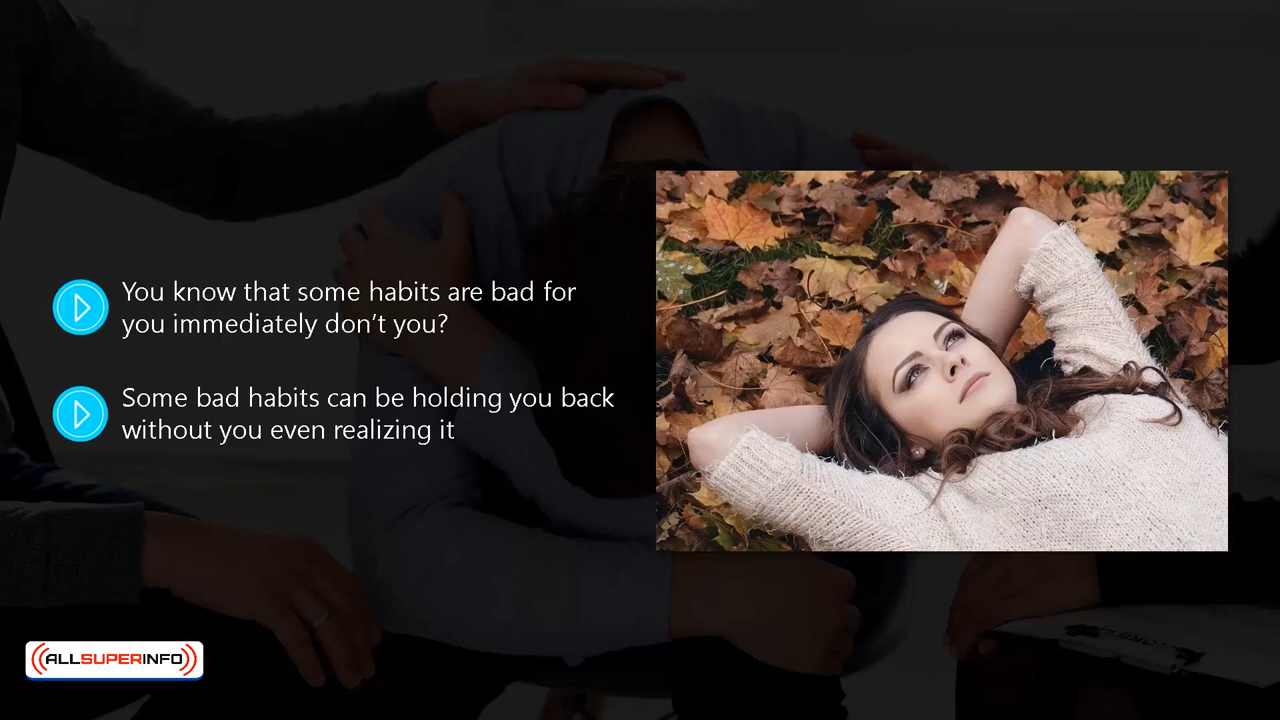 You know that some habits are bad for
you immediately don’t you?
Some bad habits can be holding you back
without you even realizing it
ALLSUPERINFO